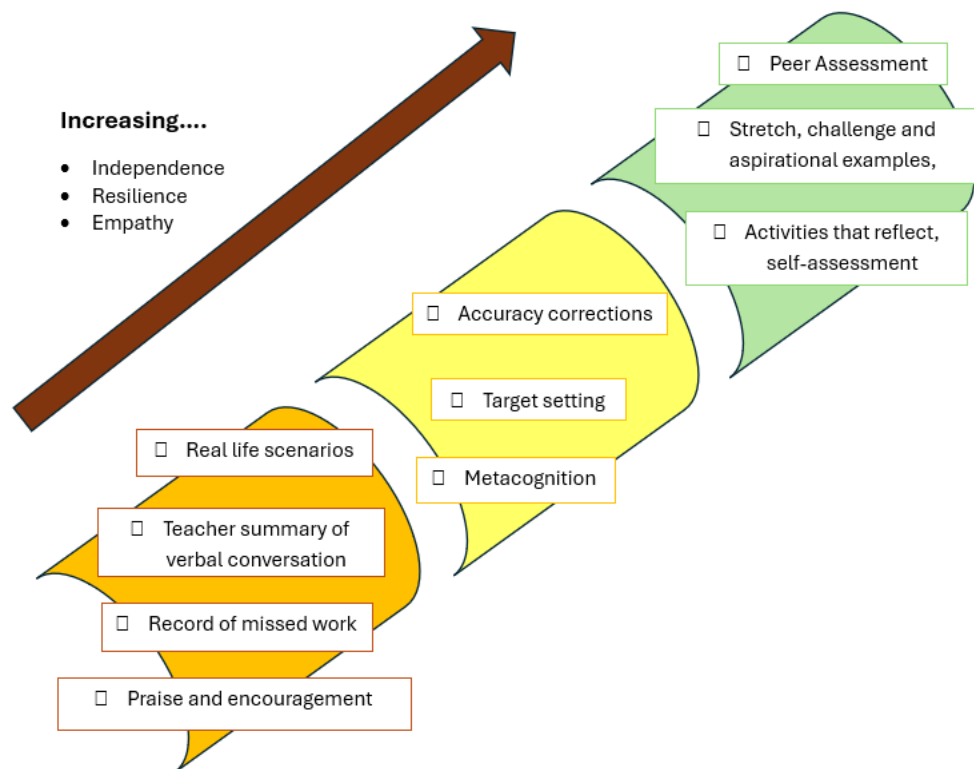 Increasing....
• Independence
• Resilience
• Empathy
Peer Assessment
Stretch, challenge and
aspirational examples,
Activities that reflect,
self-assessment
Accuracy corrections
Target setting
Metacognition
Real life scenarios
Teacher summary of
verbal conversation
Record of missed work
Praise and encouragement